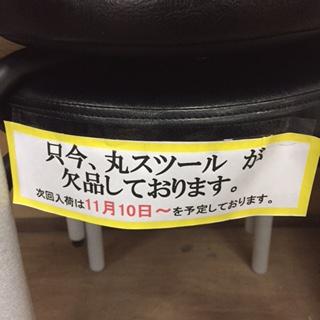 只今、丸スツール が
欠品しております。
次回入荷は11月10日～を予定しております。